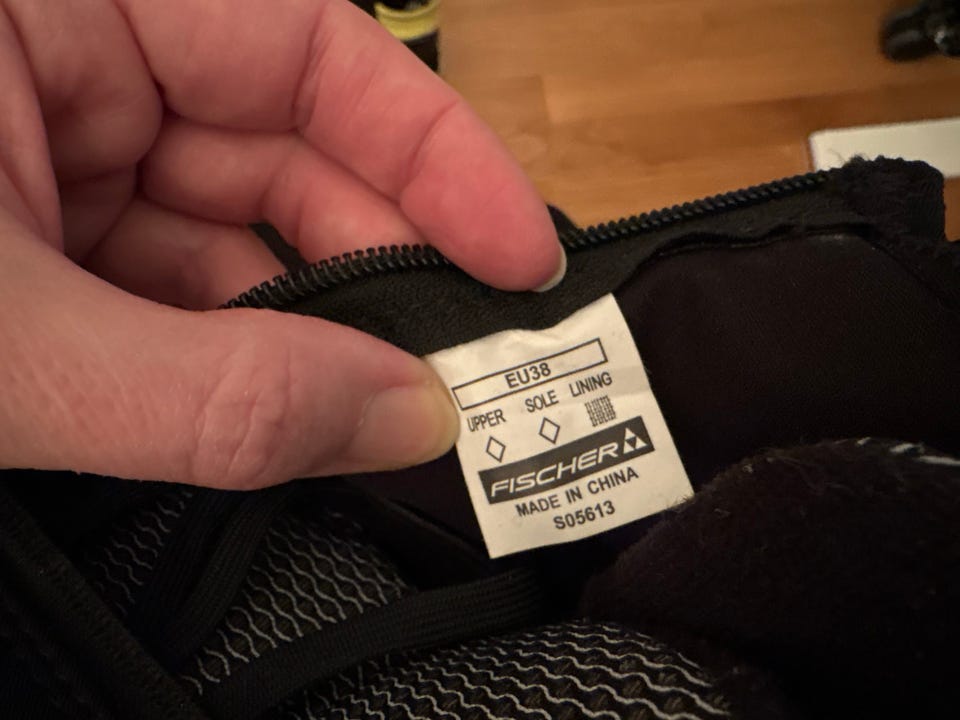 EU38
UPPER SOLE LINING
FISCHER
MADE IN CHINA
S05613